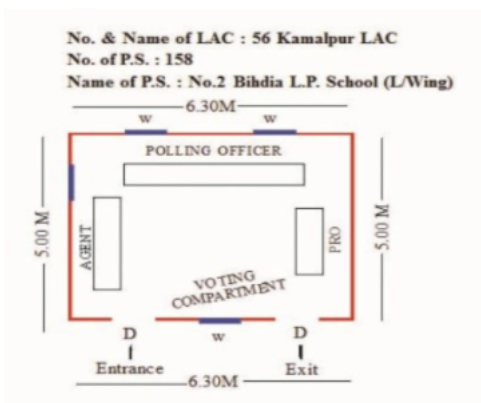 No. & Name of LAC : 56 Kamalpur LAC
No. of P.S. : 158
Name of P.S. : No.2 Bihdia L.P. School (L/Wing)
6.30M
W
W
POLLING OFFICER
5.00 M
AGENT
PRO
5.00 M
VOTING
COMPARTMENT
D
W
D
Entrance
Exit
6.30M